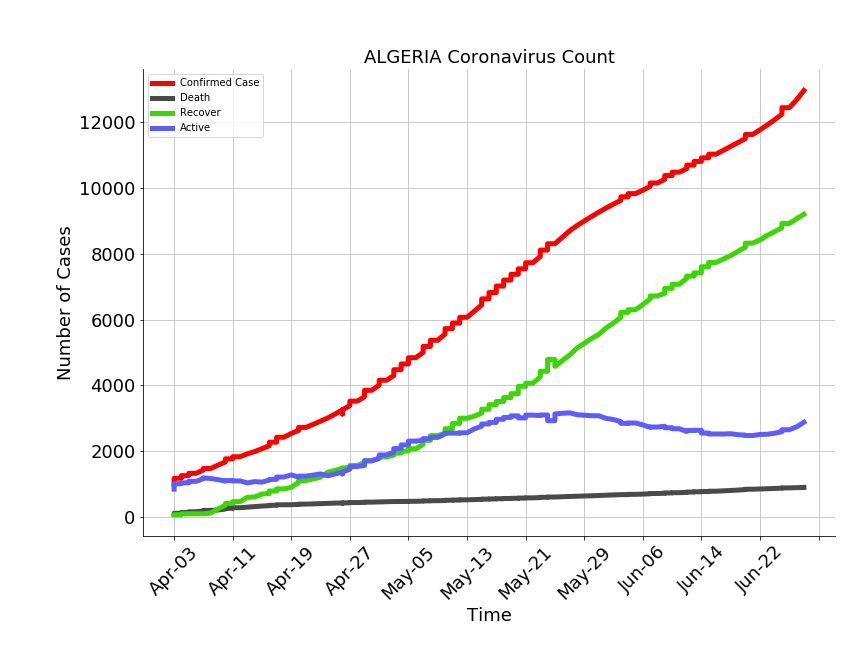 ALGERIA Coronavirus Count
Confirmed Case
Death
Recover
Active
12000
10000
8000
6000
4000
2000
0
Number of Cases
Apr-03
Apr-11
Apr-19
Apr-27
May-05
May-13
May-21
May-29
Jun-06
Jun-14
Jun-22
Time